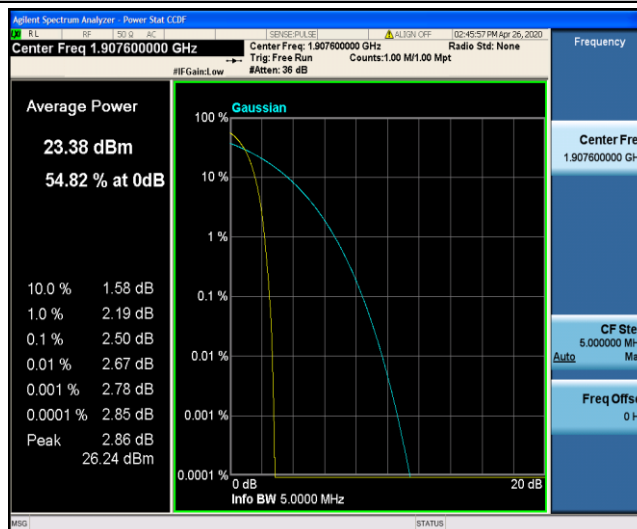 Agilent Spectrum Analyzer - Power Stat CCDF
RL RF 50 Ω AC SENSE:PULSE ALIGN OFF 02:45:57 PM Apr 26, 2020
Center Freq 1.907600000 GHz
Center Freq: 1.907600000 GHz Radio Std: None
Trig: Free Run Counts:1.00 M/1.00 Mpt
#IFGain:Low #Atten: 36 dB
Frequency
Average Power
23.38 dBm
54.82 % at 0dB
10.0 % 1.58 dB
1.0 % 2.19 dB
0.1 % 2.50 dB
0.01 % 2.67 dB
0.001 % 2.78 dB
0.0001 % 2.85 dB
Peak 2.86 dB
26.24 dBm
Gaussian
100 %
10 %
1 %
0.1 %
0.01 %
0.001 %
0.0001 %
0 dB 20 dB
Info BW 5.0000 MHz
Center Fre
1.907600000 GH
CF Ste
5.000000 MH
Auto Ma
Freq Offs
0 H
MSG STATUS